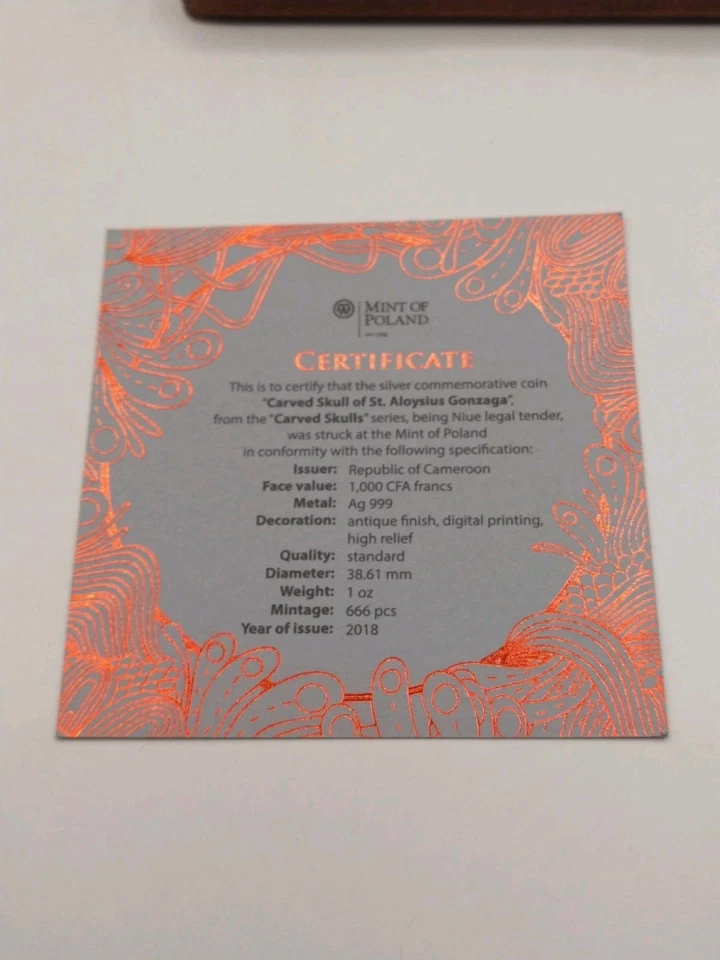 MINT OF
POLAND
CERTIFICATE
This is to certify that the silver commemorative coin
"Carved Skull of St. Aloysius Gonzaga",
from the "Carved Skulls" series, being Niue legal tender,
was struck at the Mint of Poland
in conformity with the following specification:
Issuer: Republic of Cameroon
Face value: 1,000 CFA francs
Metal: Ag 999
Decoration: antique finish, digital printing,
high relief
Quality: standard
Diameter: 38.61 mm
Weight: 1 oz
Mintage: 666 pcs
Year of issue: 2018